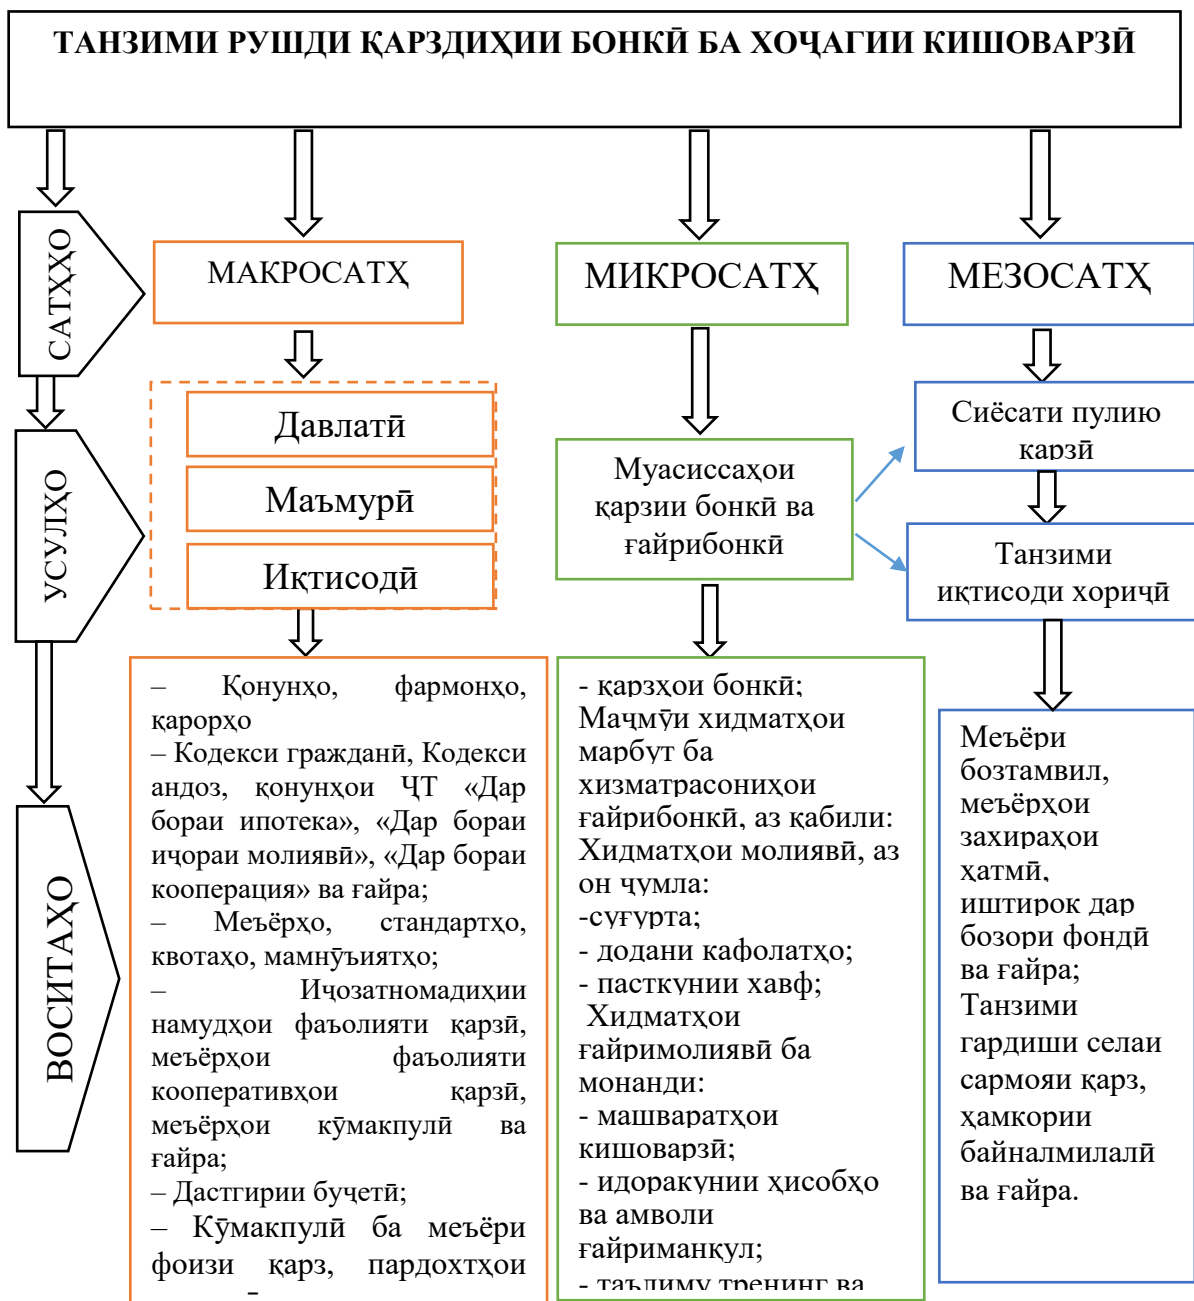 ТАНЗИМИ РУШДИ ҚАРЗДИҲИИ БОНКӢ БА ХОҶАГИИ КИШОВАРЗӢ
САТҲҲО
МАКРОСАТҲ
МИКРОСАТҲ
МЕЗОСАТҲ
УСУЛҲО
Давлатӣ
Маъмурӣ
Иқтисодӣ
Муасиссаҳои
қарзии бонкӣ ва
ғайрибонкӣ
Сиёсати пулию
карзӣ
Танзими
иқтисоди хориҷӣ
ВОСИТАҲО
– Қонунҳо, фармонҳо,
қарорҳо
– Кодекси гражданӣ, Кодекси
андоз, қонунҳои ҶТ «Дар
бораи ипотека», «Дар бораи
иҷораи молиявӣ», «Дар бораи
кооперация» ва ғайра;
– Меъёрҳо, стандартҳо,
квотаҳо, мамнӯъиятҳо;
– Иҷозатномадиҳии
намудҳои фаъолияти қарзӣ,
меъёрҳои фаъолияти
кооперативҳои қарзӣ,
меъёрҳои кӯмакпулӣ ва
ғайра;
– Дастгирии буҷетӣ;
– Кӯмакпулӣ ба меъёри
фоизи қарз, пардохтҳои
- қарзҳои бонкӣ;
Маҷмӯи хидматҳои
марбут ба
хизматрасониҳои
ғайрибонкӣ, аз қабили:
Хидматҳои молиявӣ, аз
он ҷумла:
-суғурта;
- додани кафолатҳо;
- пасткунии хавф;
Хидматҳои
ғайримолиявӣ ба
монанди:
- машваратҳои
кишоварзӣ;
- идоракунии ҳисобҳо
ва амволи
ғайриманқул;
- таълиму тренинг ва
Меъёри
бозтамвил,
меъёрҳои
захираҳои
ҳатмӣ,
иштирок дар
бозори фондӣ
ва ғайра;
Танзими
гардиши селаи
сармояи қарз,
ҳамкории
байналмилалӣ
ва ғайра.